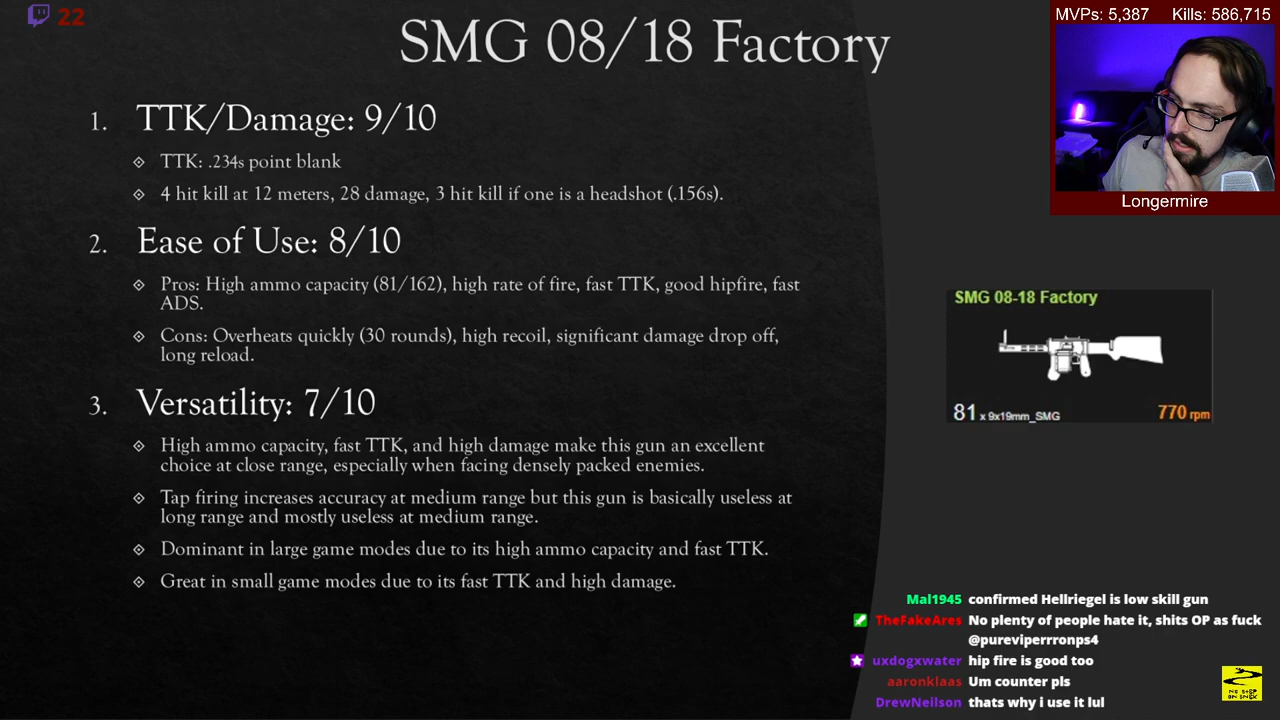 22
MVPs: 5,387 Kills: 586,715
SMG 08/18 Factory
1. TTK/Damage: 9/10
TTK: .234s point blank
4 hit kill at 12 meters, 28 damage, 3 hit kill if one is a headshot (.156s).
Longermire
2. Ease of Use: 8/10
Pros: High ammo capacity (81/162), high rate of fire, fast TTK, good hipfire, fast
ADS.
Cons: Overheats quickly (30 rounds), high recoil, significant damage drop off,
long reload.
SMG 08-18 Factory
81 x 9x19mm_SMG 770 rpm
3. Versatility: 7/10
High ammo capacity, fast TTK, and high damage make this gun an excellent
choice at close range, especially when facing densely packed enemies.
Tap firing increases accuracy at medium range but this gun is basically useless at
long range and mostly useless at medium range.
Dominant in large game modes due to its high ammo capacity and fast TTK.
Great in small game modes due to its fast TTK and high damage.
Mal1945 confirmed Hellriegel is low skill gun
TheFakeAres No plenty of people hate it, shits OP as fuck
@pureviperrronps4
uxdogxwater hip fire is good too
aaronklaas Um counter pls
DrewNeilson thats why i use it lul
NO STEP
ON SNEK